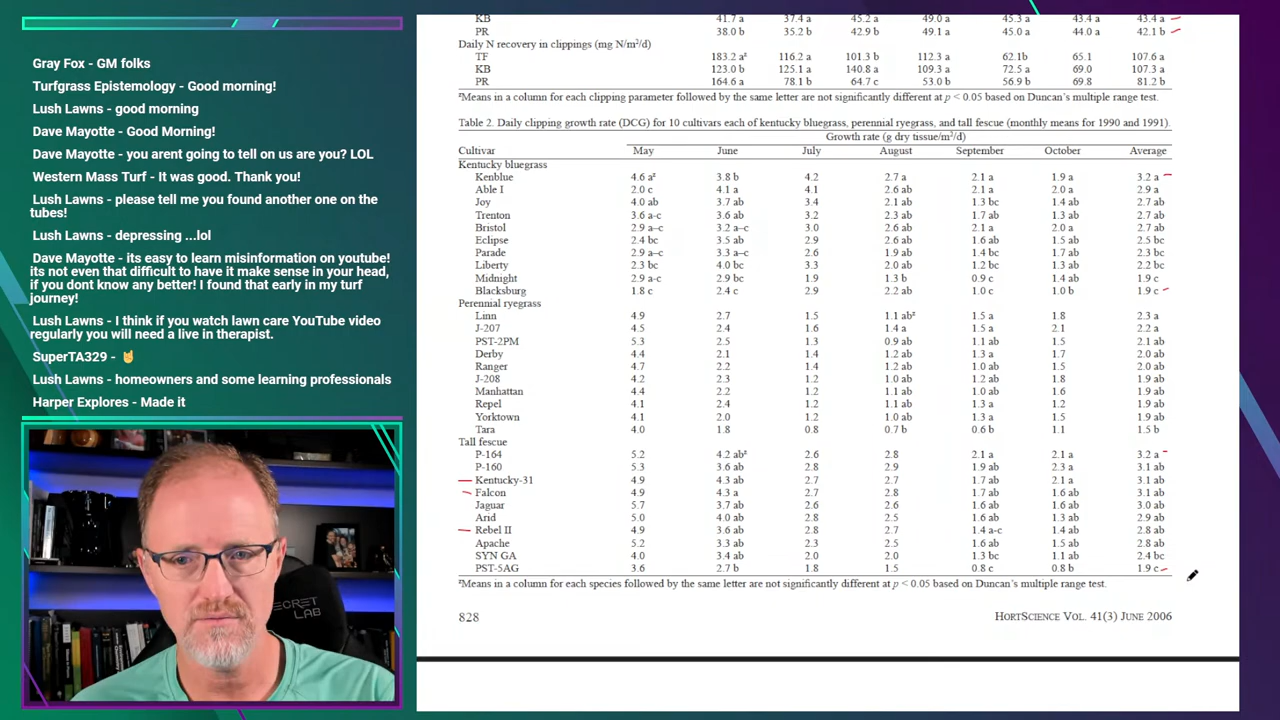 Gray Fox - GM folks
Turfgrass Epistemology - Good morning!
Lush Lawns - good morning
Dave Mayotte - Good Morning!
Dave Mayotte - you arent going to tell on us are you? LOL
Western Mass Turf - It was good. Thank you!
Lush Lawns - please tell me you found another one on the
tubes!
Lush Lawns - depressing ...lol
Dave Mayotte - its easy to learn misinformation on youtube!
its not even that difficult to have it make sense in your head,
if you dont know any better! I found that early in my turf
journey!
Lush Lawns - I think if you watch lawn care YouTube video
regularly you will need a live in therapist.
SuperTA329 - 🤘
Lush Lawns - homeowners and some learning professionals
Harper Explores - Made it
SECRET
LAB
KB 41.7 a 37.4 a 45.2 a 49.0 a 45.3 a 43.4 a 43.4 a
PR 38.0 b 35.2 b 42.9 b 49.1 a 45.0 a 44.0 a 42.1 b
Daily N recovery in clippings (mg N/m²/d)
TF 183.2 aᶻ 116.2 a 101.3 b 112.3 a 62.1b 65.1 107.6 a
KB 123.0 b 125.1 a 140.8 a 109.3 a 72.5 a 69.0 107.3 a
PR 164.6 a 78.1 b 64.7 c 53.0 b 56.9 b 69.8 81.2 b
ᶻMeans in a column for each clipping parameter followed by the same letter are not significantly different at p < 0.05 based on Duncan's multiple range test.
Table 2. Daily clipping growth rate (DCG) for 10 cultivars each of kentucky bluegrass, perennial ryegrass, and tall fescue (monthly means for 1990 and 1991).
Growth rate (g dry tissue/m²/d)
Cultivar May June July August September October Average
Kentucky bluegrass
Kenblue 4.6 aᶻ 3.8 b 4.2 2.7 a 2.1 a 1.9 a 3.2 a
Able I 2.0 c 4.1 a 4.1 2.6 ab 2.1 a 2.0 a 2.9 a
Joy 4.0 ab 3.7 ab 3.4 2.1 ab 1.3 bc 1.4 ab 2.7 ab
Trenton 3.6 a-c 3.6 ab 3.2 2.3 ab 1.7 ab 1.3 ab 2.7 ab
Bristol 2.9 a–c 3.2 a–c 3.0 2.6 ab 2.1 a 2.0 a 2.7 ab
Eclipse 2.4 bc 3.5 ab 2.9 2.6 ab 1.6 ab 1.5 ab 2.5 bc
Parade 2.9 a–c 3.3 a–c 2.6 1.9 ab 1.4 bc 1.7 ab 2.3 bc
Liberty 2.3 bc 4.0 bc 3.3 2.0 ab 1.2 bc 1.3 ab 2.2 bc
Midnight 2.9 a-c 2.9 bc 1.9 1.3 b 0.9 c 1.4 ab 1.9 c
Blacksburg 1.8 c 2.4 c 2.9 2.2 ab 1.0 c 1.0 b 1.9 c
Perennial ryegrass
Linn 4.9 2.7 1.5 1.1 abᶻ 1.5 a 1.8 2.3 a
J-207 4.5 2.4 1.6 1.4 a 1.5 a 2.1 2.2 a
PST-2PM 5.3 2.5 1.3 0.9 ab 1.1 ab 1.5 2.1 ab
Derby 4.4 2.1 1.4 1.2 ab 1.3 a 1.7 2.0 ab
Ranger 4.7 2.2 1.4 1.2 ab 1.0 ab 1.5 2.0 ab
J-208 4.2 2.3 1.2 1.0 ab 1.2 ab 1.8 1.9 ab
Manhattan 4.4 2.2 1.2 1.1 ab 1.0 ab 1.6 1.9 ab
Repel 4.1 2.4 1.2 1.1 ab 1.3 a 1.2 1.9 ab
Yorktown 4.1 2.0 1.2 1.0 ab 1.3 a 1.5 1.9 ab
Tara 4.0 1.8 0.8 0.7 b 0.6 b 1.1 1.5 b
Tall fescue
P-164 5.2 4.2 abᶻ 2.6 2.8 2.1 a 2.1 a 3.2 a
P-160 5.3 3.6 ab 2.8 2.9 1.9 ab 2.3 a 3.1 ab
Kentucky-31 4.9 4.3 ab 2.7 2.7 1.7 ab 2.1 a 3.1 ab
Falcon 4.9 4.3 a 2.7 2.8 1.7 ab 1.6 ab 3.1 ab
Jaguar 5.7 3.7 ab 2.6 2.6 1.6 ab 1.6 ab 3.0 ab
Arid 5.0 4.0 ab 2.8 2.5 1.6 ab 1.3 ab 2.9 ab
Rebel II 4.9 3.6 ab 2.8 2.7 1.4 a-c 1.4 ab 2.8 ab
Apache 5.2 3.3 ab 2.3 2.5 1.6 ab 1.5 ab 2.8 ab
SYN GA 4.0 3.4 ab 2.0 2.0 1.3 bc 1.1 ab 2.4 bc
PST-5AG 3.6 2.7 b 1.8 1.5 0.8 c 0.8 b 1.9 c
ᶻMeans in a column for each species followed by the same letter are not significantly different at p < 0.05 based on Duncan's multiple range test.
828 HORTSCIENCE VOL. 41(3) JUNE 2006